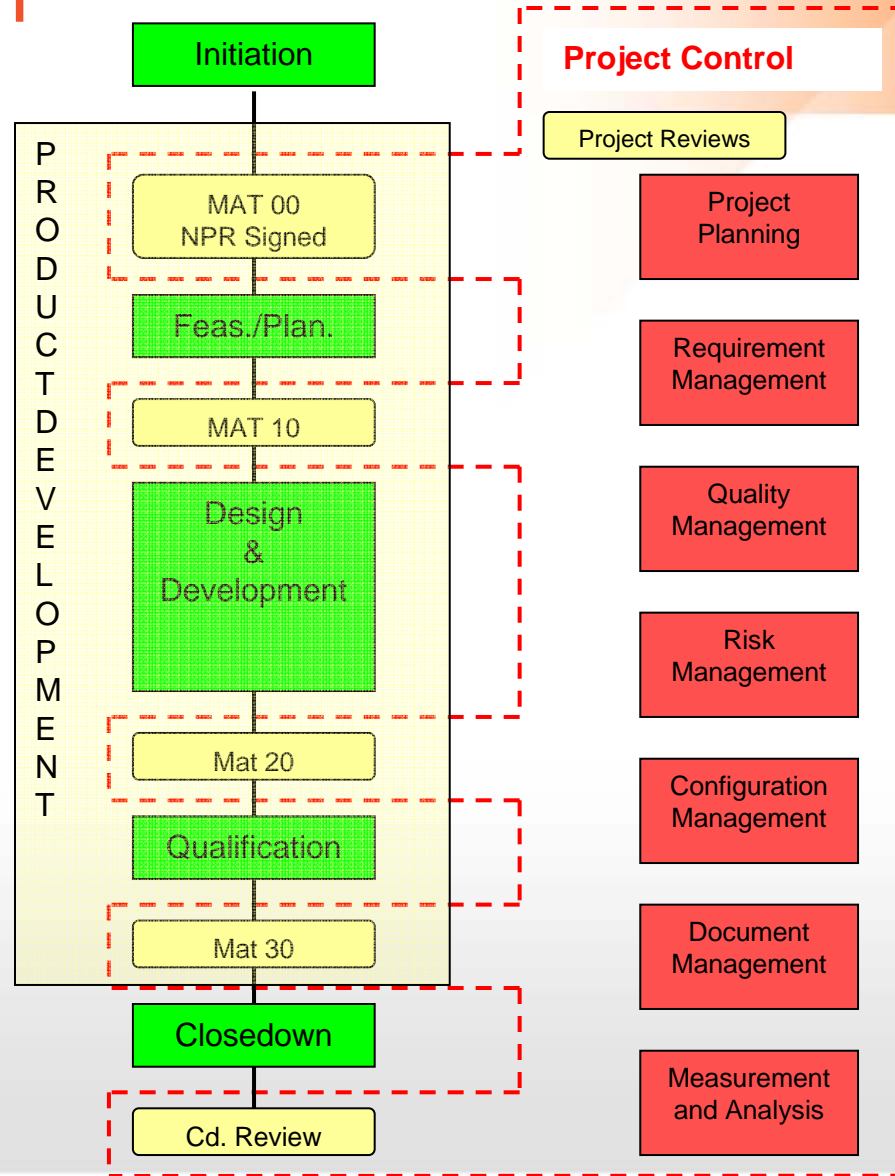 Initiation
PRODUCTDEVELOPMENT
MAT 00
NPR Signed
Feas./Plan.
MAT 10
Design
&
Development
Mat 20
Qualification
Mat 30
Closedown
Cd. Review
Project Control
Project Reviews
Project
Planning
Requirement
Management
Quality
Management
Risk
Management
Configuration
Management
Document
Management
Measurement
and Analysis